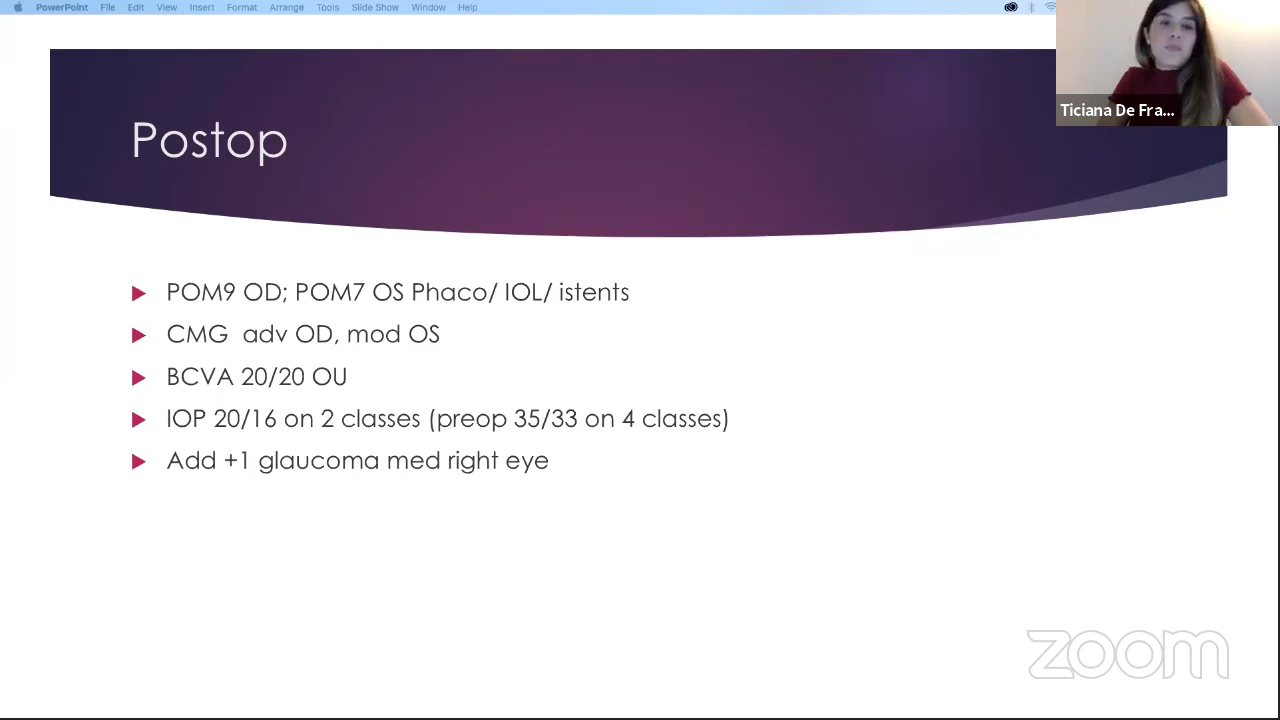 PowerPoint File Edit View Insert Format Arrange Tools Slide Show Window Help
Ticiana De Fra...
Postop
POM9 OD; POM7 OS Phaco/ IOL/ istents
CMG adv OD, mod OS
BCVA 20/20 OU
IOP 20/16 on 2 classes (preop 35/33 on 4 classes)
Add +1 glaucoma med right eye
zoom